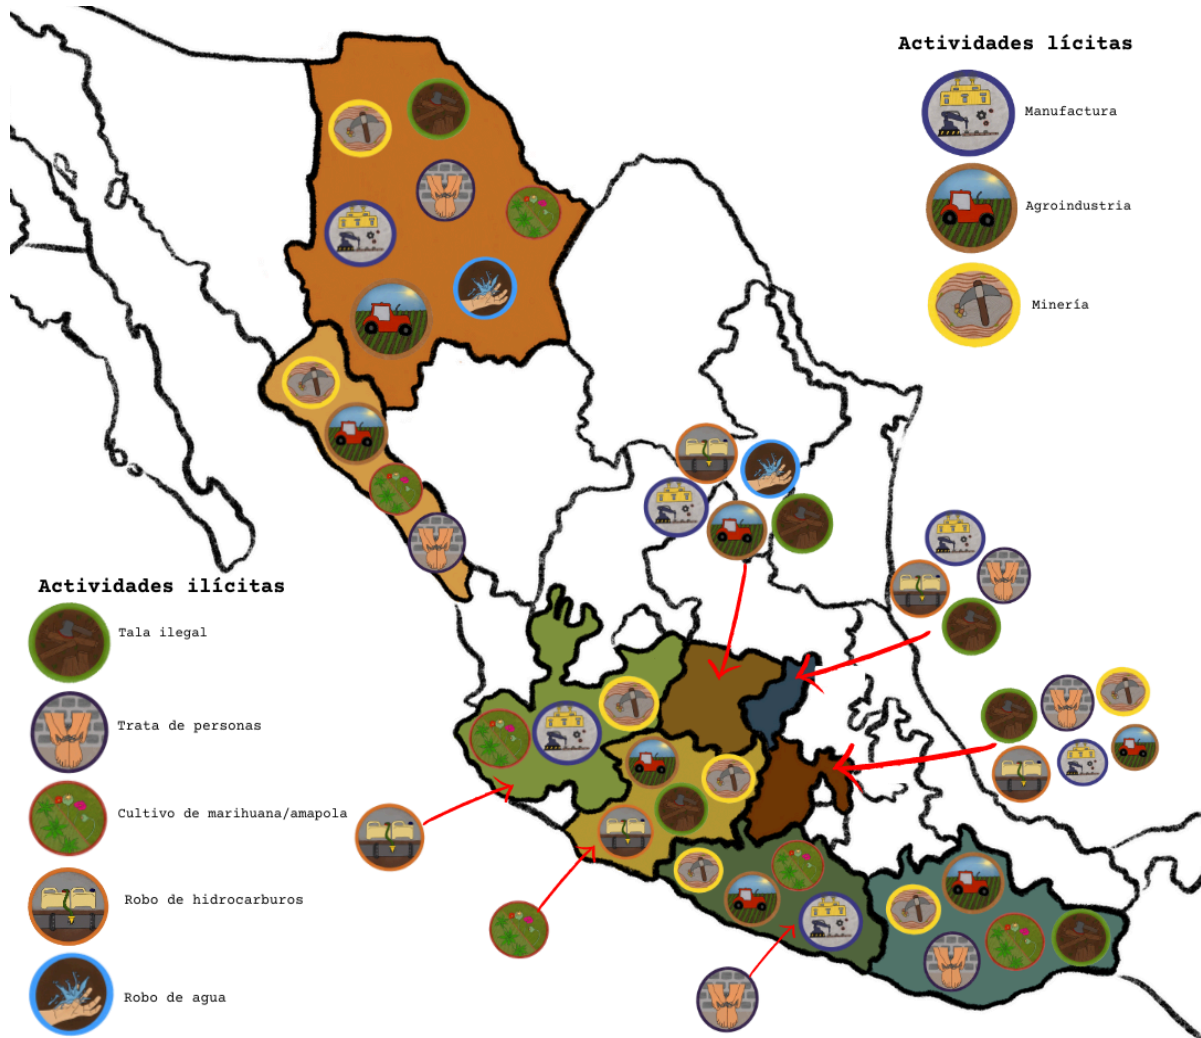 Actividades lícitas
Manufactura
Agroindustria
Minería
Actividades ilícitas
Tala ilegal
Trata de personas
Cultivo de marihuana/amapola
Robo de hidrocarburos
Robo de agua